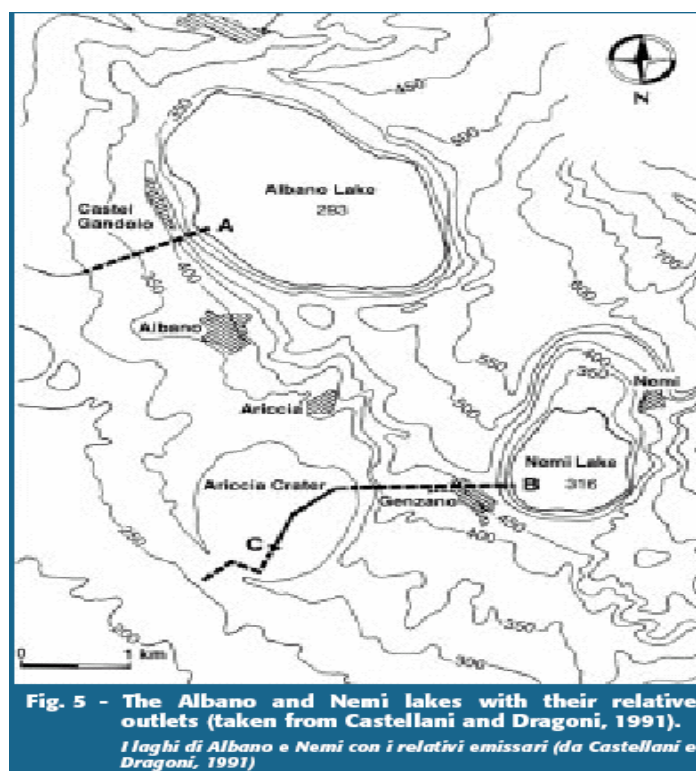 450
N
350
500
Albano Lake
293
Castel
Gandolo
A
400
350
700
600
Albano
550
400
350
Nemi
Ariccia
500
Nemi Lake
316
Ariccia Crater
B
Genzano
450
400
250
C
350
200
300
0 1 km
Fig. 5 - The Albano and Nemi lakes with their relative
outlets (taken from Castellani and Dragoni, 1991).
I laghi di Albano e Nemi con i relativi emissari (da Castellani e
Dragoni, 1991)